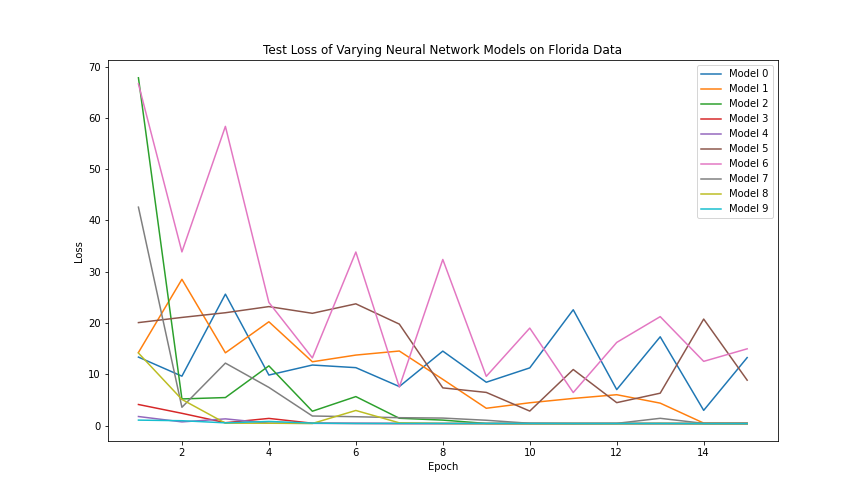 Test Loss of Varying Neural Network Models on Florida Data
70
60
50
40
30
20
10
0
Loss
2
4
6
8
10
12
14
Epoch
Model 0
Model 1
Model 2
Model 3
Model 4
Model 5
Model 6
Model 7
Model 8
Model 9